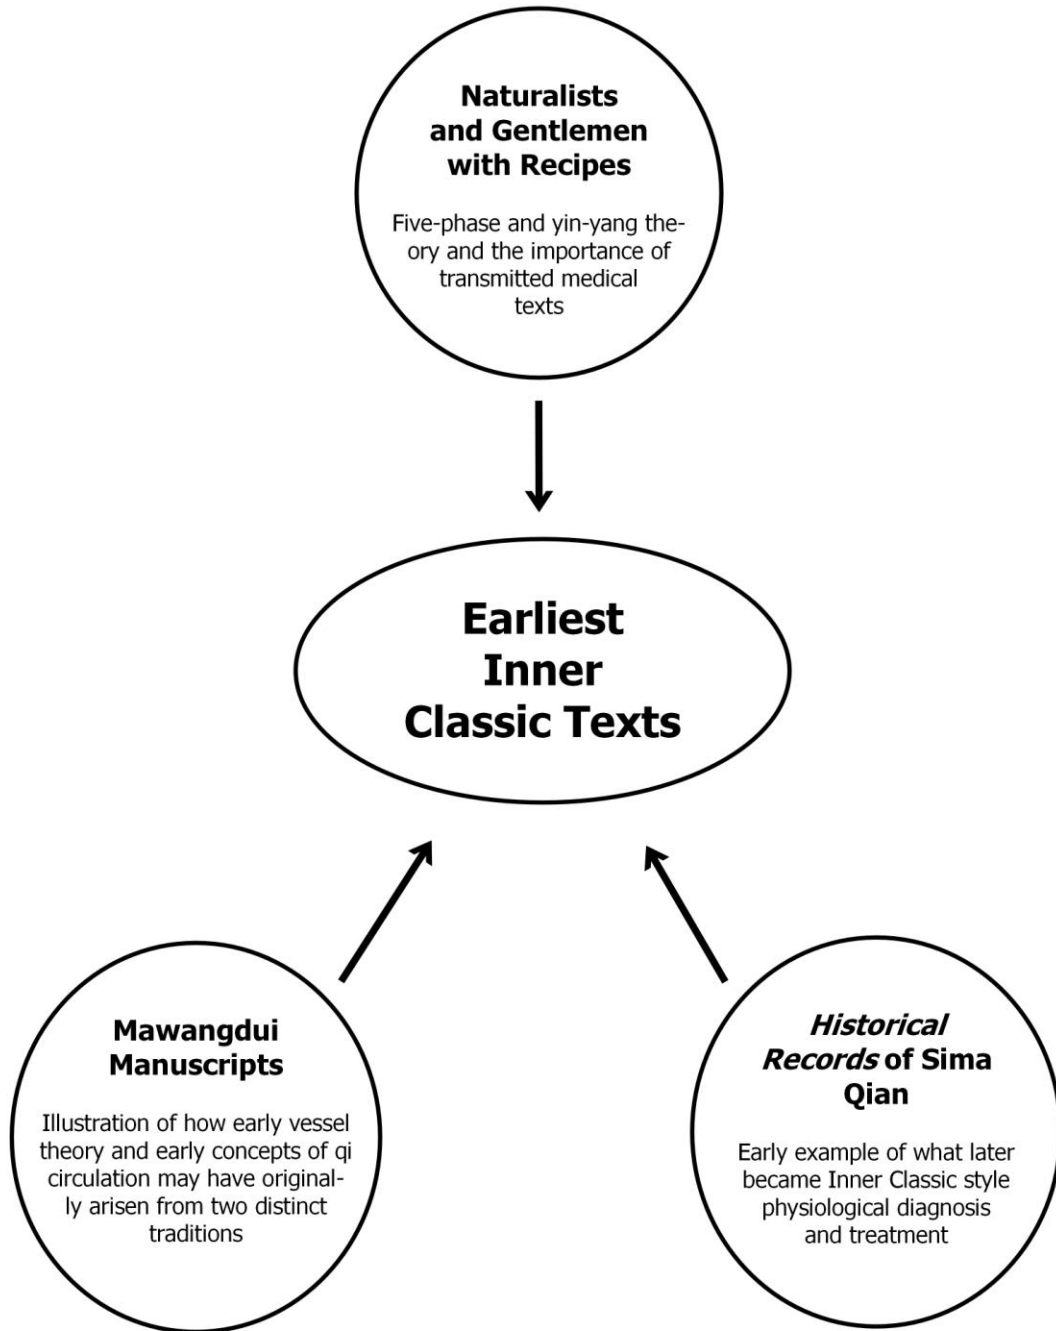 Naturalists
and Gentlemen
with Recipes
Five-phase and yin-yang the-
ory and the importance of
transmitted medical
texts
Earliest
Inner
Classic Texts
Mawangdui
Manuscripts
Illustration of how early vessel
theory and early concepts of qi
circulation may have original-
ly arisen from two distinct
traditions
Historical
Records of Sima
Qian
Early example of what later
became Inner Classic style
physiological diagnosis
and treatment